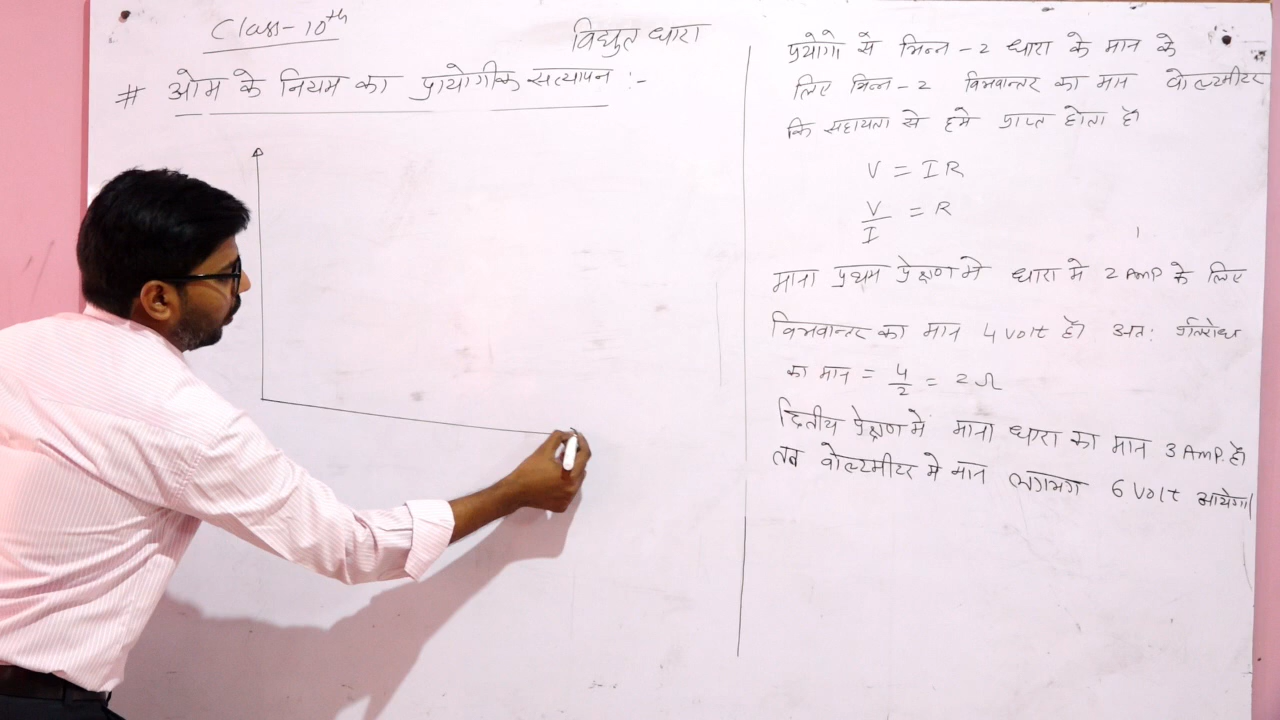 Class-10th
विद्युत धारा
# ओम के नियम का प्रायोगीक सत्यापन :-
प्रयोगो से भिन्न-2 धारा के मान के
लिए भिन्न-2 विभवान्तर का मान वोल्टमीटर
कि सहायता से हमे प्राप्त होता है।
V = IR
V/I = R
माना प्रथम प्रेक्षण मे धारा मे 2 Amp के लिए
विभवान्तर का मान 4 volt है। अतः प्रतिरोध
का मान = 4/2 = 2 Ω
द्वितीय प्रेक्षण मे माना धारा का मान 3 Amp. है।
तब वोल्टमीटर मे मान लगभग 6 Volt आयेगा।